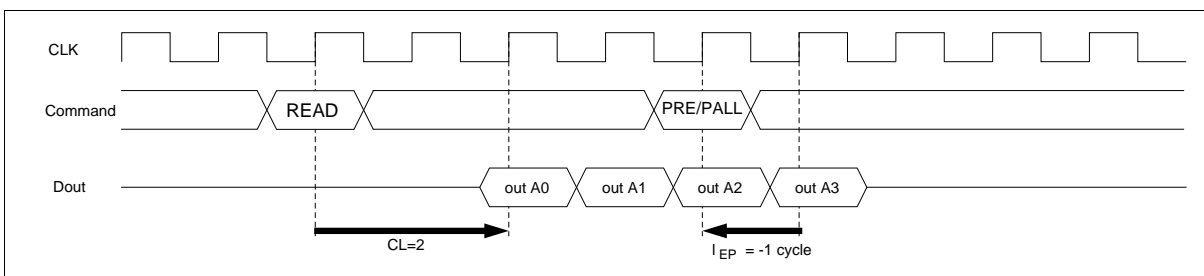 CLK
Command READ PRE/PALL
Dout out A0 out A1 out A2 out A3
CL=2 l EP = -1 cycle